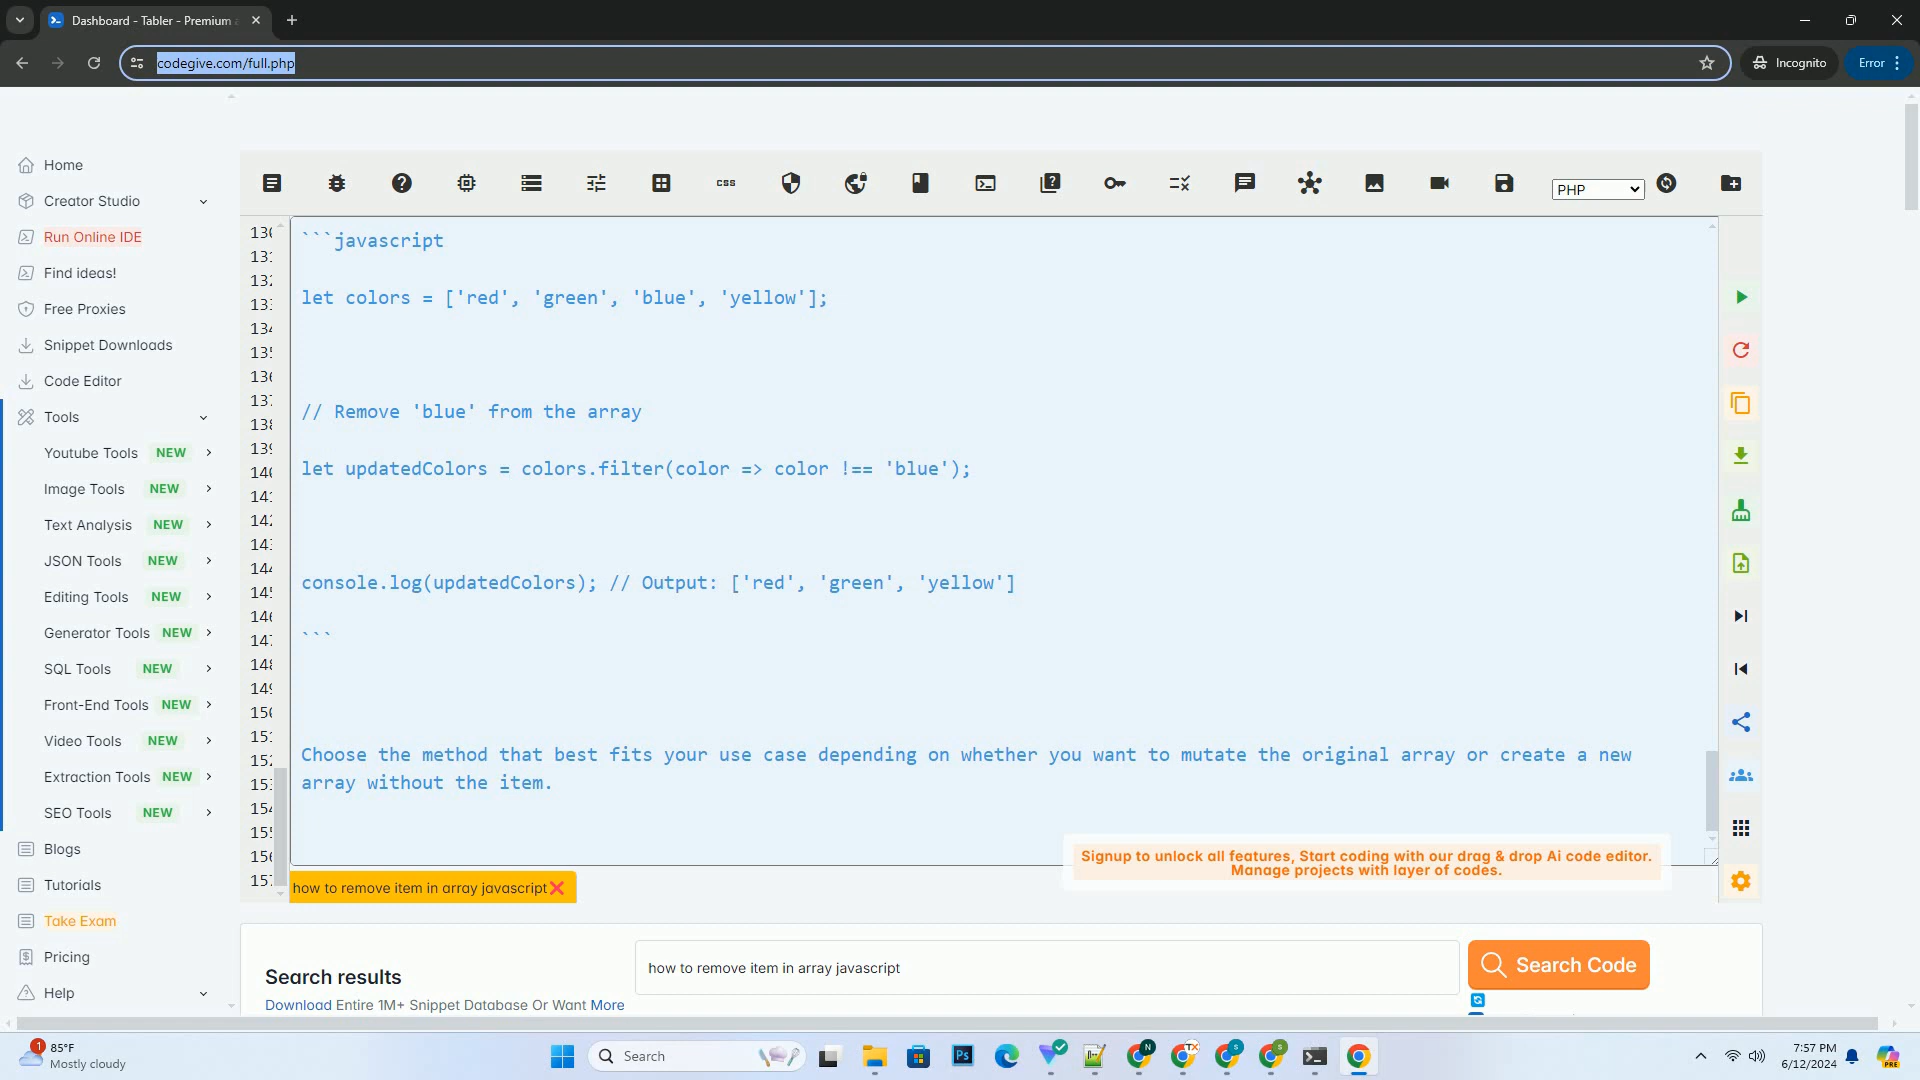 Dashboard - Tabler - Premium
codegive.com/full.php
Incognito
Error
Home
Creator Studio
Run Online IDE
Find ideas!
Free Proxies
Snippet Downloads
Code Editor
Tools
Youtube Tools NEW
Image Tools NEW
Text Analysis NEW
JSON Tools NEW
Editing Tools NEW
Generator Tools NEW
SQL Tools NEW
Front-End Tools NEW
Video Tools NEW
Extraction Tools NEW
SEO Tools NEW
Blogs
Tutorials
Take Exam
Pricing
Help
css
PHP
```javascript
let colors = ['red', 'green', 'blue', 'yellow'];
// Remove 'blue' from the array
let updatedColors = colors.filter(color => color !== 'blue');
console.log(updatedColors); // Output: ['red', 'green', 'yellow']
```
Choose the method that best fits your use case depending on whether you want to mutate the original array or create a new
array without the item.
Signup to unlock all features, Start coding with our drag & drop Ai code editor.
Manage projects with layer of codes.
how to remove item in array javascript
Search results
how to remove item in array javascript
Search Code
Download Entire 1M+ Snippet Database Or Want More
1
85°F
Mostly cloudy
Search
7:57 PM
6/12/2024